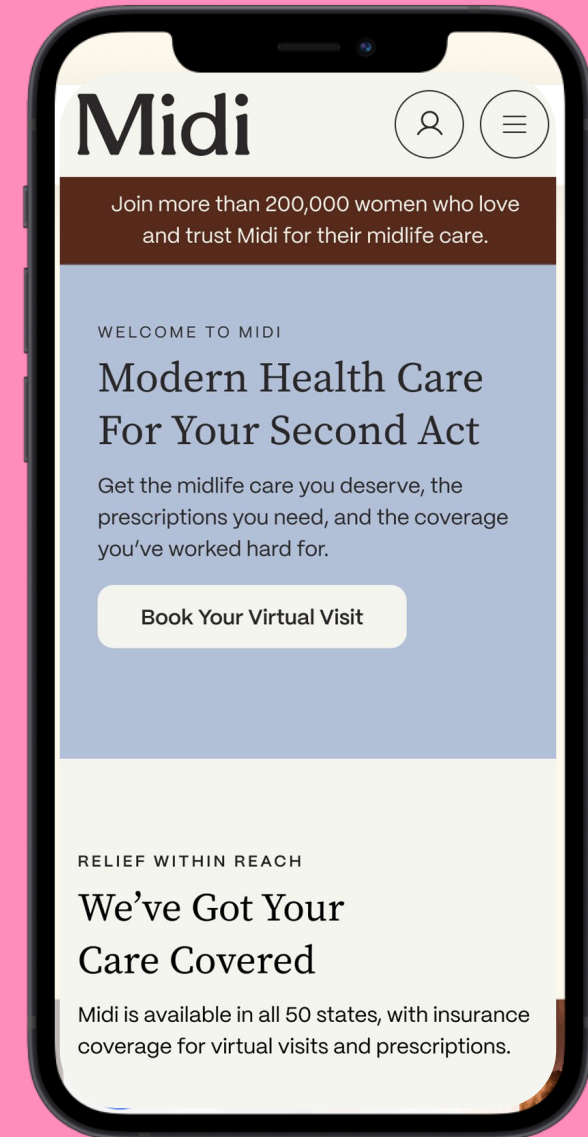 Midi
Join more than 200,000 women who love
and trust Midi for their midlife care.
WELCOME TO MIDI
Modern Health Care
For Your Second Act
Get the midlife care you deserve, the
prescriptions you need, and the coverage
you’ve worked hard for.
Book Your Virtual Visit
RELIEF WITHIN REACH
We’ve Got Your
Care Covered
Midi is available in all 50 states, with insurance
coverage for virtual visits and prescriptions.